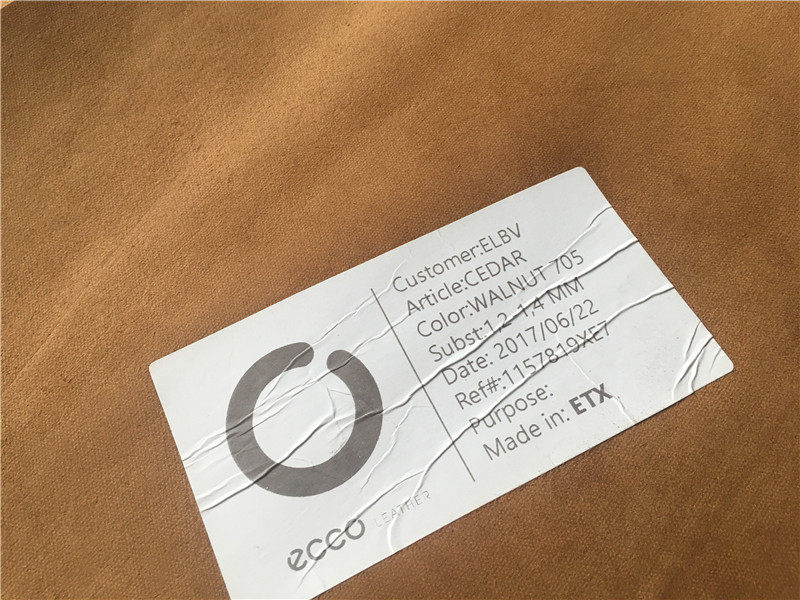 Customer:ELBV
Article:CEDAR
Color:WALNUT 705
Subst:1,2-1,4 MM
Date: 2017/06/22
Ref#:1157819XE7
Purpose:
Made in: ETX
ecco LEATHER